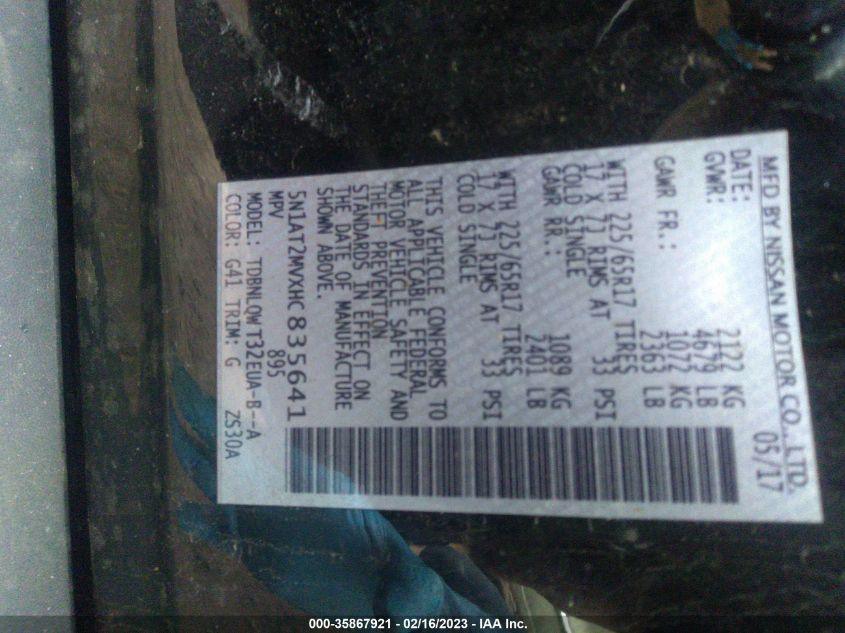 MFD BY NISSAN MOTOR CO., LTD.
DATE: 05/17
GVWR: 2122 KG
4679 LB
GAWR FR.: 1072 KG
2363 LB
WITH 225/65R17 TIRES
17 X 7J RIMS AT 33 PSI
COLD SINGLE
GAWR RR.: 1089 KG
2401 LB
WITH 225/65R17 TIRES
17 X 7J RIMS AT 33 PSI
COLD SINGLE
THIS VEHICLE CONFORMS TO
ALL APPLICABLE FEDERAL
MOTOR VEHICLE SAFETY AND
THEFT PREVENTION
STANDARDS IN EFFECT ON
THE DATE OF MANUFACTURE
SHOWN ABOVE.
5N1AT2MVXHC835641
MPV 895
MODEL: TDBNLQWT32EUA-B--A
COLOR: G41 TRIM: G ZS30A
000-35867921 - 02/16/2023 - IAA Inc.